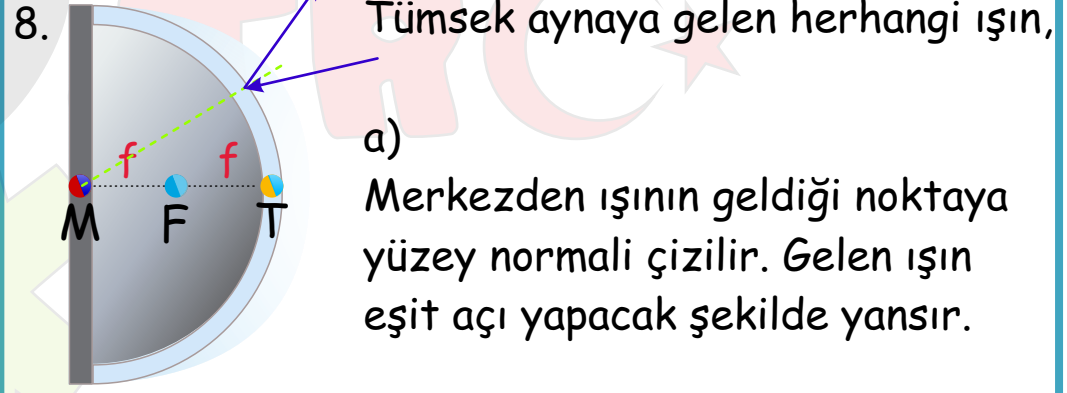 8.
Tümsek aynaya gelen herhangi ışın,
a)
Merkezden ışının geldiği noktaya
yüzey normali çizilir. Gelen ışın
eşit açı yapacak şekilde yansır.
f f
M F T